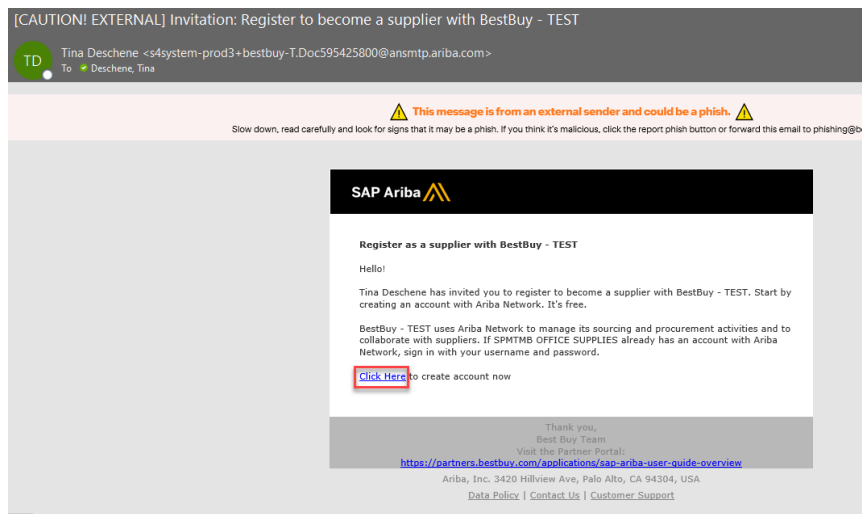 [CAUTION! EXTERNAL] Invitation: Register to become a supplier with BestBuy - TEST
TD
Tina Deschene <s4system-prod3+bestbuy-T.Doc595425800@ansmtp.ariba.com>
To Deschene, Tina
This message is from an external sender and could be a phish.
Slow down, read carefully and look for signs that it may be a phish. If you think it's malicious, click the report phish button or forward this email to phishing@b
SAP Ariba
Register as a supplier with BestBuy - TEST
Hello!
Tina Deschene has invited you to register to become a supplier with BestBuy - TEST. Start by
creating an account with Ariba Network. It's free.
BestBuy - TEST uses Ariba Network to manage its sourcing and procurement activities and to
collaborate with suppliers. If SPMTMB OFFICE SUPPLIES already has an account with Ariba
Network, sign in with your username and password.
Click Here to create account now
Thank you,
Best Buy Team
Visit the Partner Portal:
https://partners.bestbuy.com/applications/sap-ariba-user-guide-overview
Ariba, Inc. 3420 Hillview Ave, Palo Alto, CA 94304, USA
Data Policy | Contact Us | Customer Support